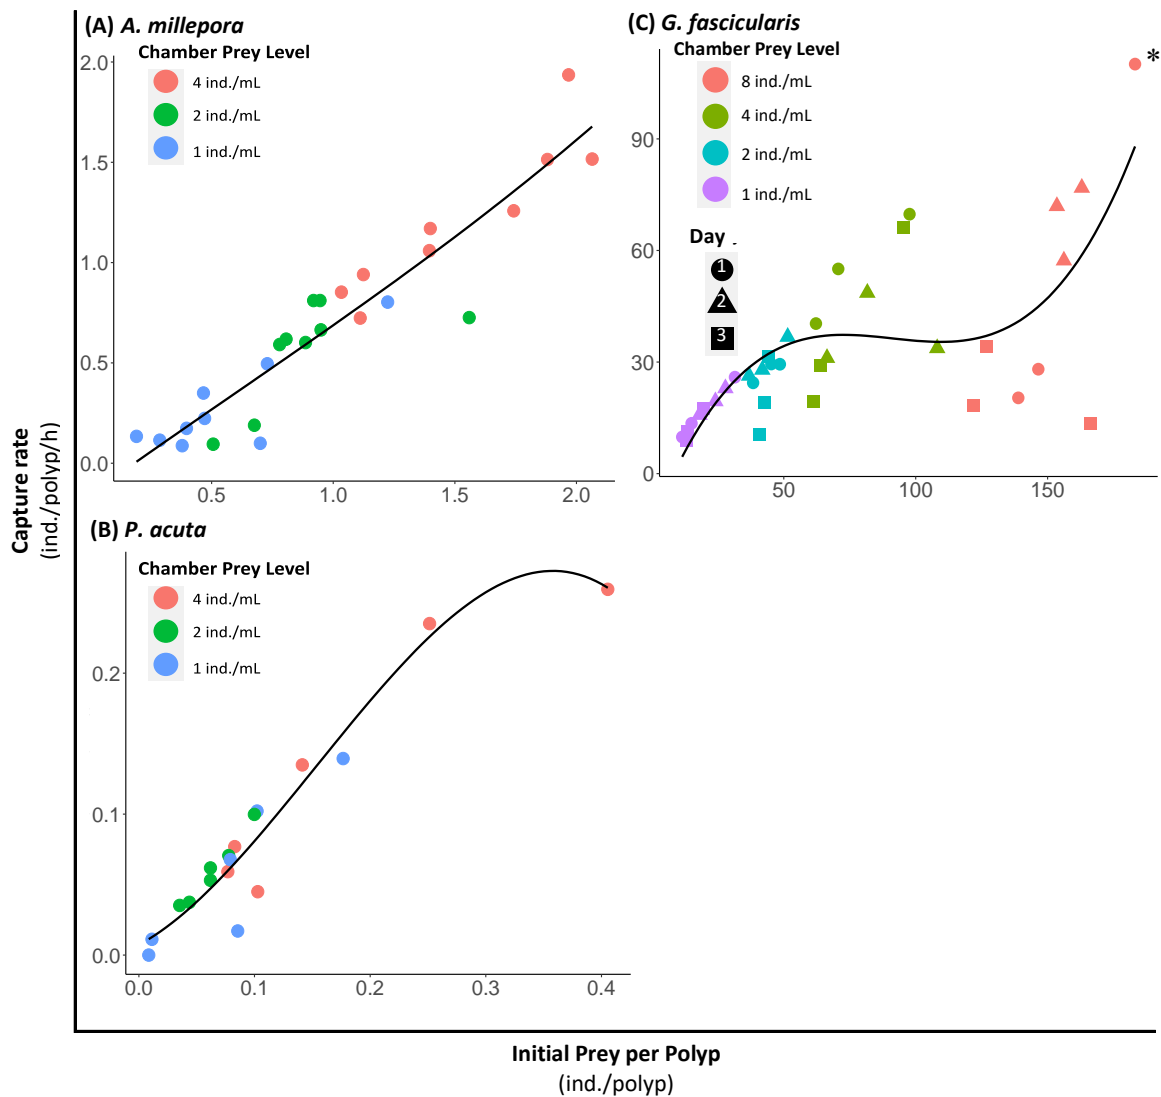 (A) A. millepora
Chamber Prey Level
4 ind./mL
2 ind./mL
1 ind./mL
2.0
1.5
1.0
0.5
0.0
0.5
1.0
1.5
2.0
(C) G. fascicularis
Chamber Prey Level
8 ind./mL
4 ind./mL
2 ind./mL
1 ind./mL
Day
1
2
3
*
90
60
30
0
50
100
150
(B) P. acuta
Chamber Prey Level
4 ind./mL
2 ind./mL
1 ind./mL
0.2
0.1
0.0
0.0
0.1
0.2
0.3
0.4
Capture rate
(ind./polyp/h)
Initial Prey per Polyp
(ind./polyp)